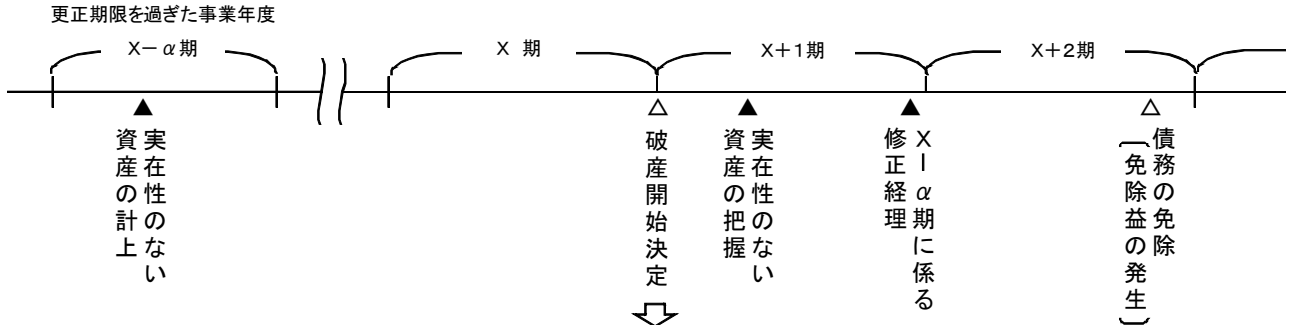 更正期限を過ぎた事業年度
X－α期
X 期
X＋1期
X＋2期
▲
△
▲
▲
△
実在性のない
資産の計上
破産開始決定
実在性のない
資産の把握
X－α期に係る
修正経理
債務の免除
（免除益の発生）